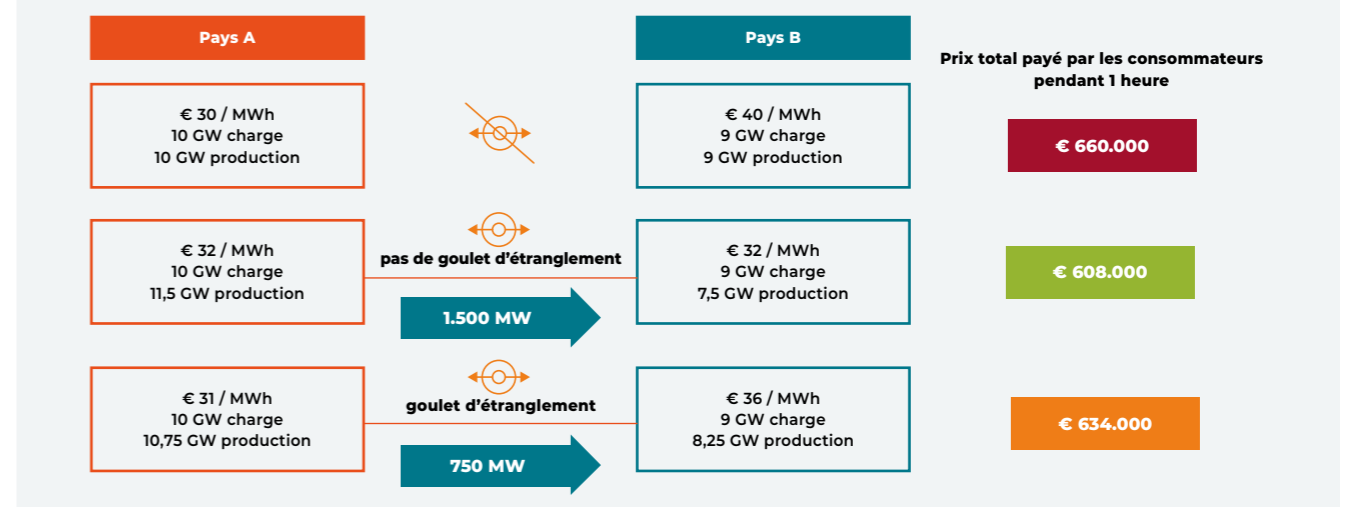 Pays A
Pays B
Prix total payé par les consommateurs
pendant 1 heure
€ 30 / MWh
10 GW charge
10 GW production
€ 40 / MWh
9 GW charge
9 GW production
€ 660.000
€ 32 / MWh
10 GW charge
11,5 GW production
pas de goulet d'étranglement
1.500 MW
€ 32 / MWh
9 GW charge
7,5 GW production
€ 608.000
€ 31 / MWh
10 GW charge
10,75 GW production
goulet d'étranglement
750 MW
€ 36 / MWh
9 GW charge
8,25 GW production
€ 634.000